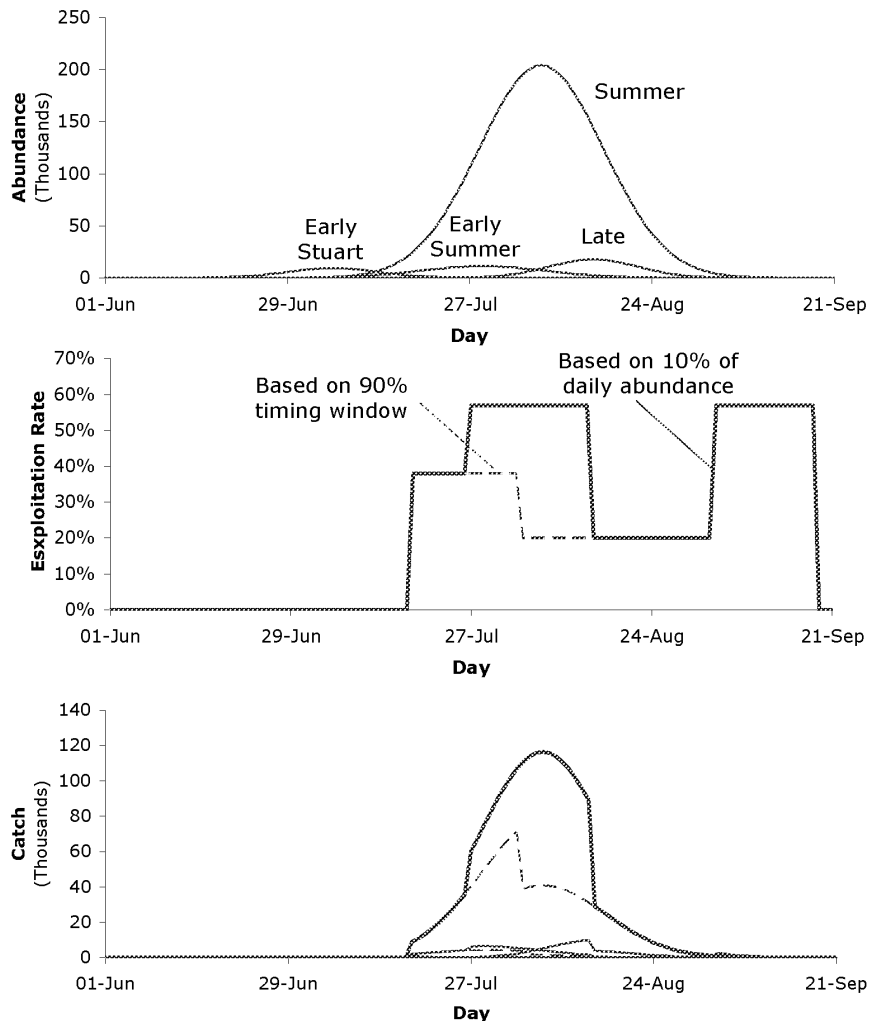 250
200
150
100
50
0
Abundance
(Thousands)
Summer
Early
Stuart
Early
Summer
Late
01-Jun 29-Jun 27-Jul 24-Aug 21-Sep
Day
70%
60%
50%
40%
30%
20%
10%
0%
Esxploitation Rate
Based on 90%
timing window
Based on 10% of
daily abundance
01-Jun 29-Jun 27-Jul 24-Aug 21-Sep
Day
140
120
100
80
60
40
20
0
Catch
(Thousands)
01-Jun 29-Jun 27-Jul 24-Aug 21-Sep
Day